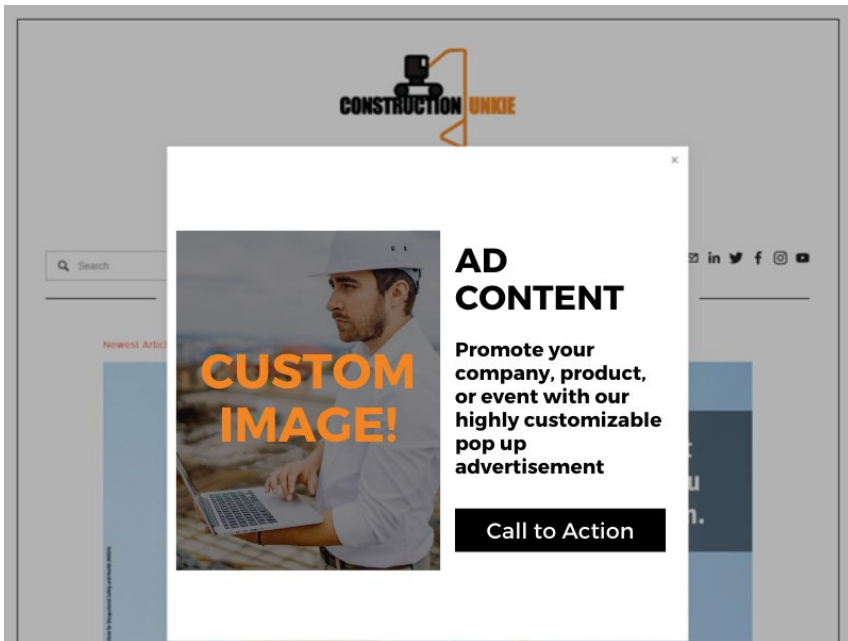 CONSTRUCTION
UNKIE
×
Search
in
f
Newest Artic
AD
CONTENT
CUSTOM
IMAGE!
Promote your
company, product,
or event with our
highly customizable
pop up
advertisement
Call to Action
t
u
n.